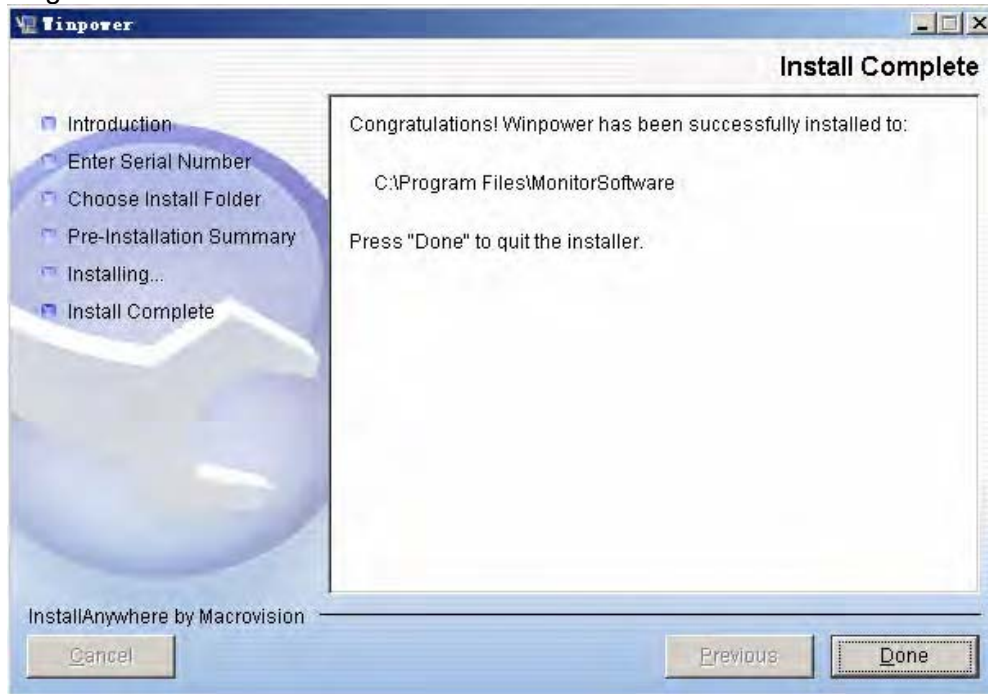 Winpower
Install Complete
Introduction
Enter Serial Number
Choose Install Folder
Pre-Installation Summary
Installing...
Install Complete
Congratulations! Winpower has been successfully installed to:
C:\Program Files\MonitorSoftware
Press "Done" to quit the installer.
InstallAnywhere by Macrovision
Cancel
Previous
Done